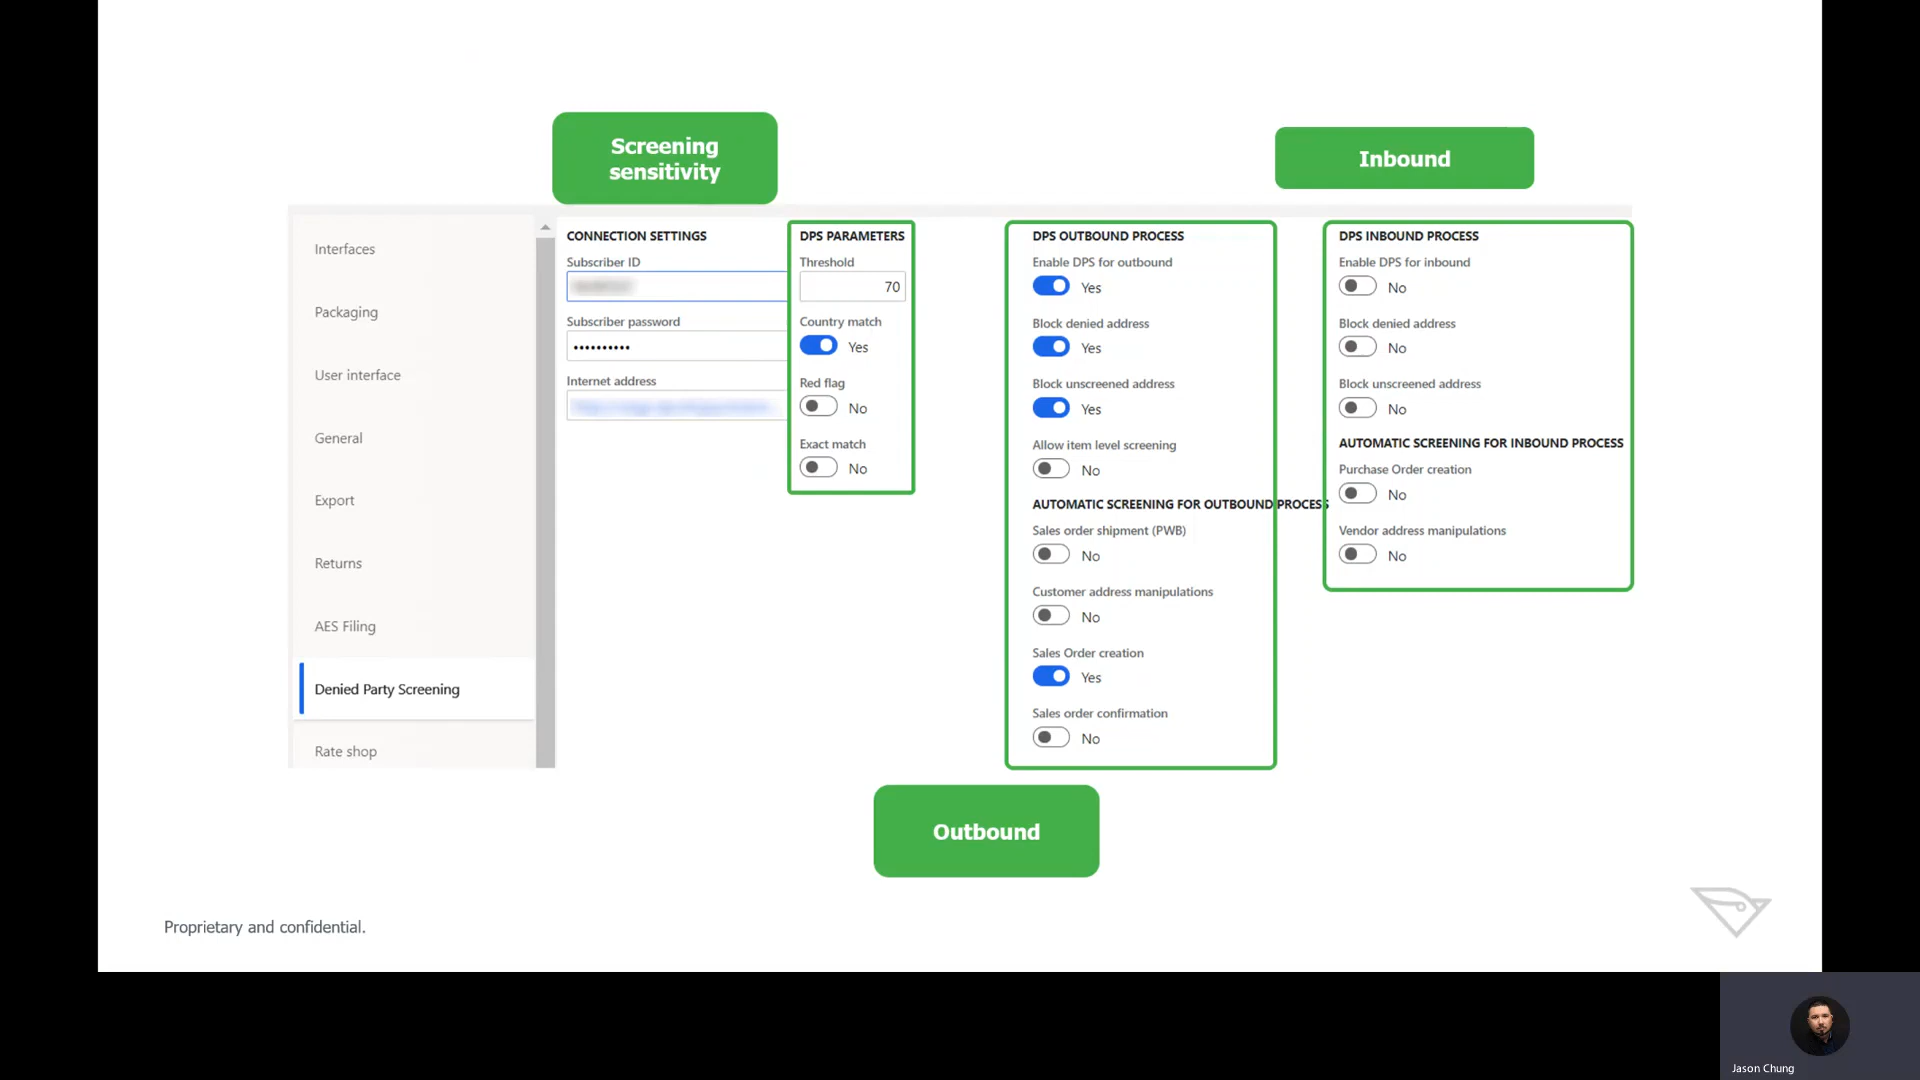 Screening
sensitivity
Inbound
Interfaces
Packaging
User interface
General
Export
Returns
AES Filing
Denied Party Screening
Rate shop
CONNECTION SETTINGS
Subscriber ID
Subscriber password
••••••••••
Internet address
DPS PARAMETERS
Threshold
70
Country match
Yes
Red flag
No
Exact match
No
DPS OUTBOUND PROCESS
Enable DPS for outbound
Yes
Block denied address
Yes
Block unscreened address
Yes
Allow item level screening
No
AUTOMATIC SCREENING FOR OUTBOUND PROCESS
Sales order shipment (PWB)
No
Customer address manipulations
No
Sales Order creation
Yes
Sales order confirmation
No
DPS INBOUND PROCESS
Enable DPS for inbound
No
Block denied address
No
Block unscreened address
No
AUTOMATIC SCREENING FOR INBOUND PROCESS
Purchase Order creation
No
Vendor address manipulations
No
Outbound
Proprietary and confidential.
Jason Chung